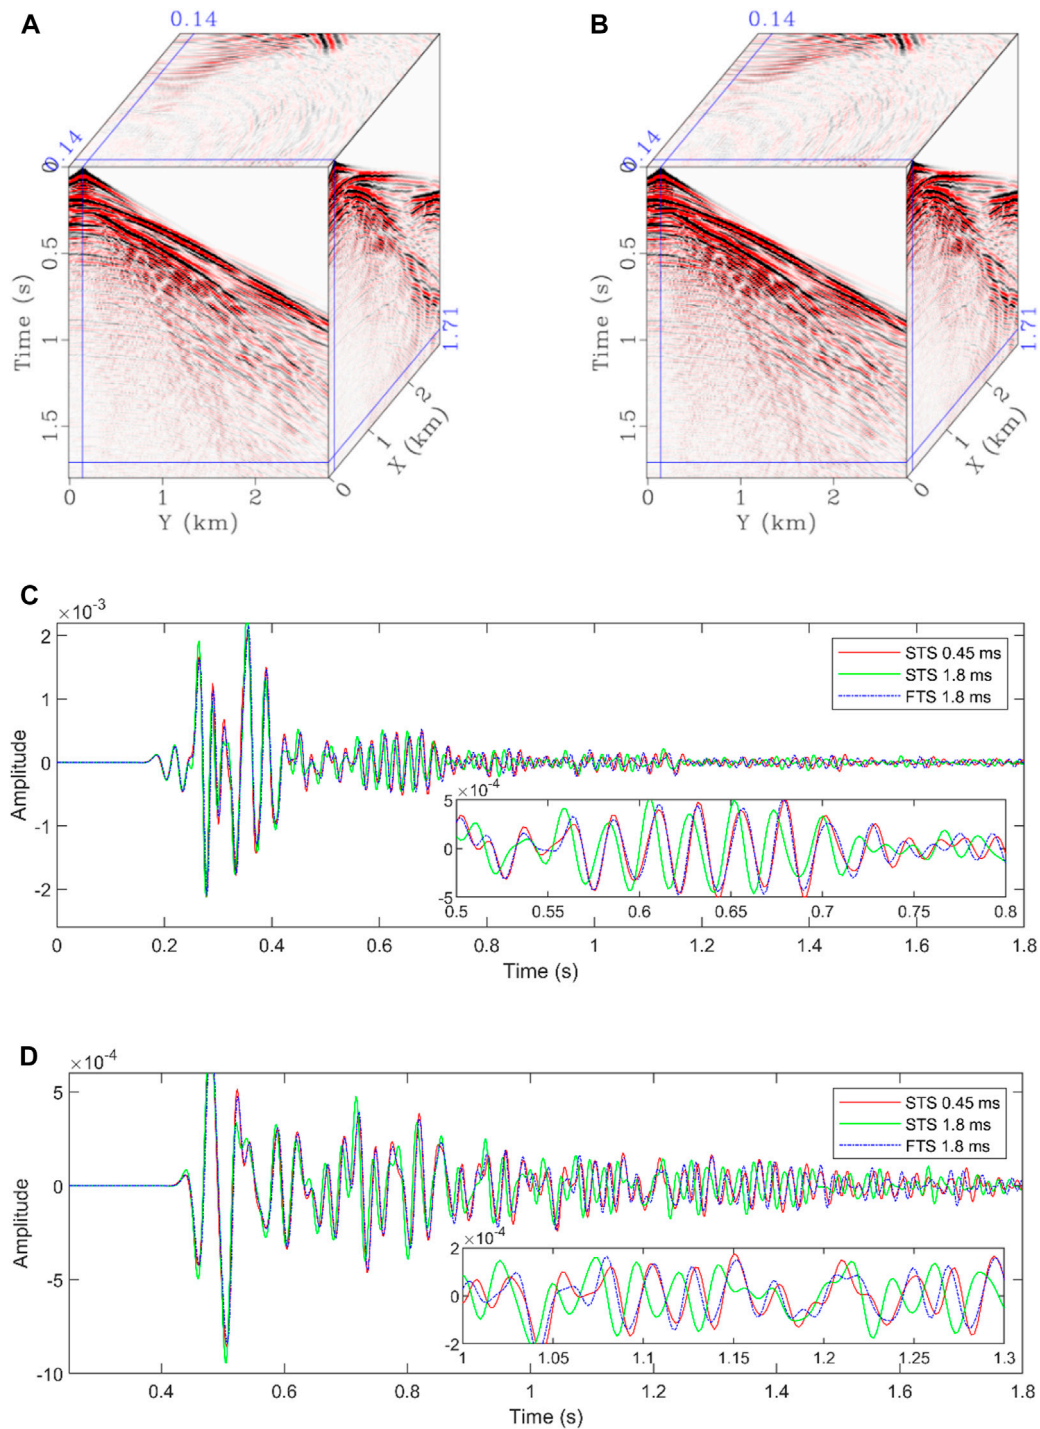 A
B
0.14
0.14
0.14
0.14
0
0.5
1
1.5
Time (s)
0
1
2
Y (km)
0
1
2
X (km)
1.71
0
0.5
1
1.5
Time (s)
0
1
2
Y (km)
0
1
2
X (km)
1.71
C
×10⁻³
2
1
0
-1
-2
Amplitude
STS 0.45 ms
STS 1.8 ms
FTS 1.8 ms
×10⁻⁴
5
0
-5
0.5 0.55 0.6 0.65 0.7 0.75 0.8
0 0.2 0.4 0.6 0.8 1 1.2 1.4 1.6 1.8
Time (s)
D
×10⁻⁴
5
0
-5
-10
Amplitude
STS 0.45 ms
STS 1.8 ms
FTS 1.8 ms
×10⁻⁴
2
0
-2
1 1.05 1.1 1.15 1.2 1.25 1.3
0.4 0.6 0.8 1 1.2 1.4 1.6 1.8
Time (s)